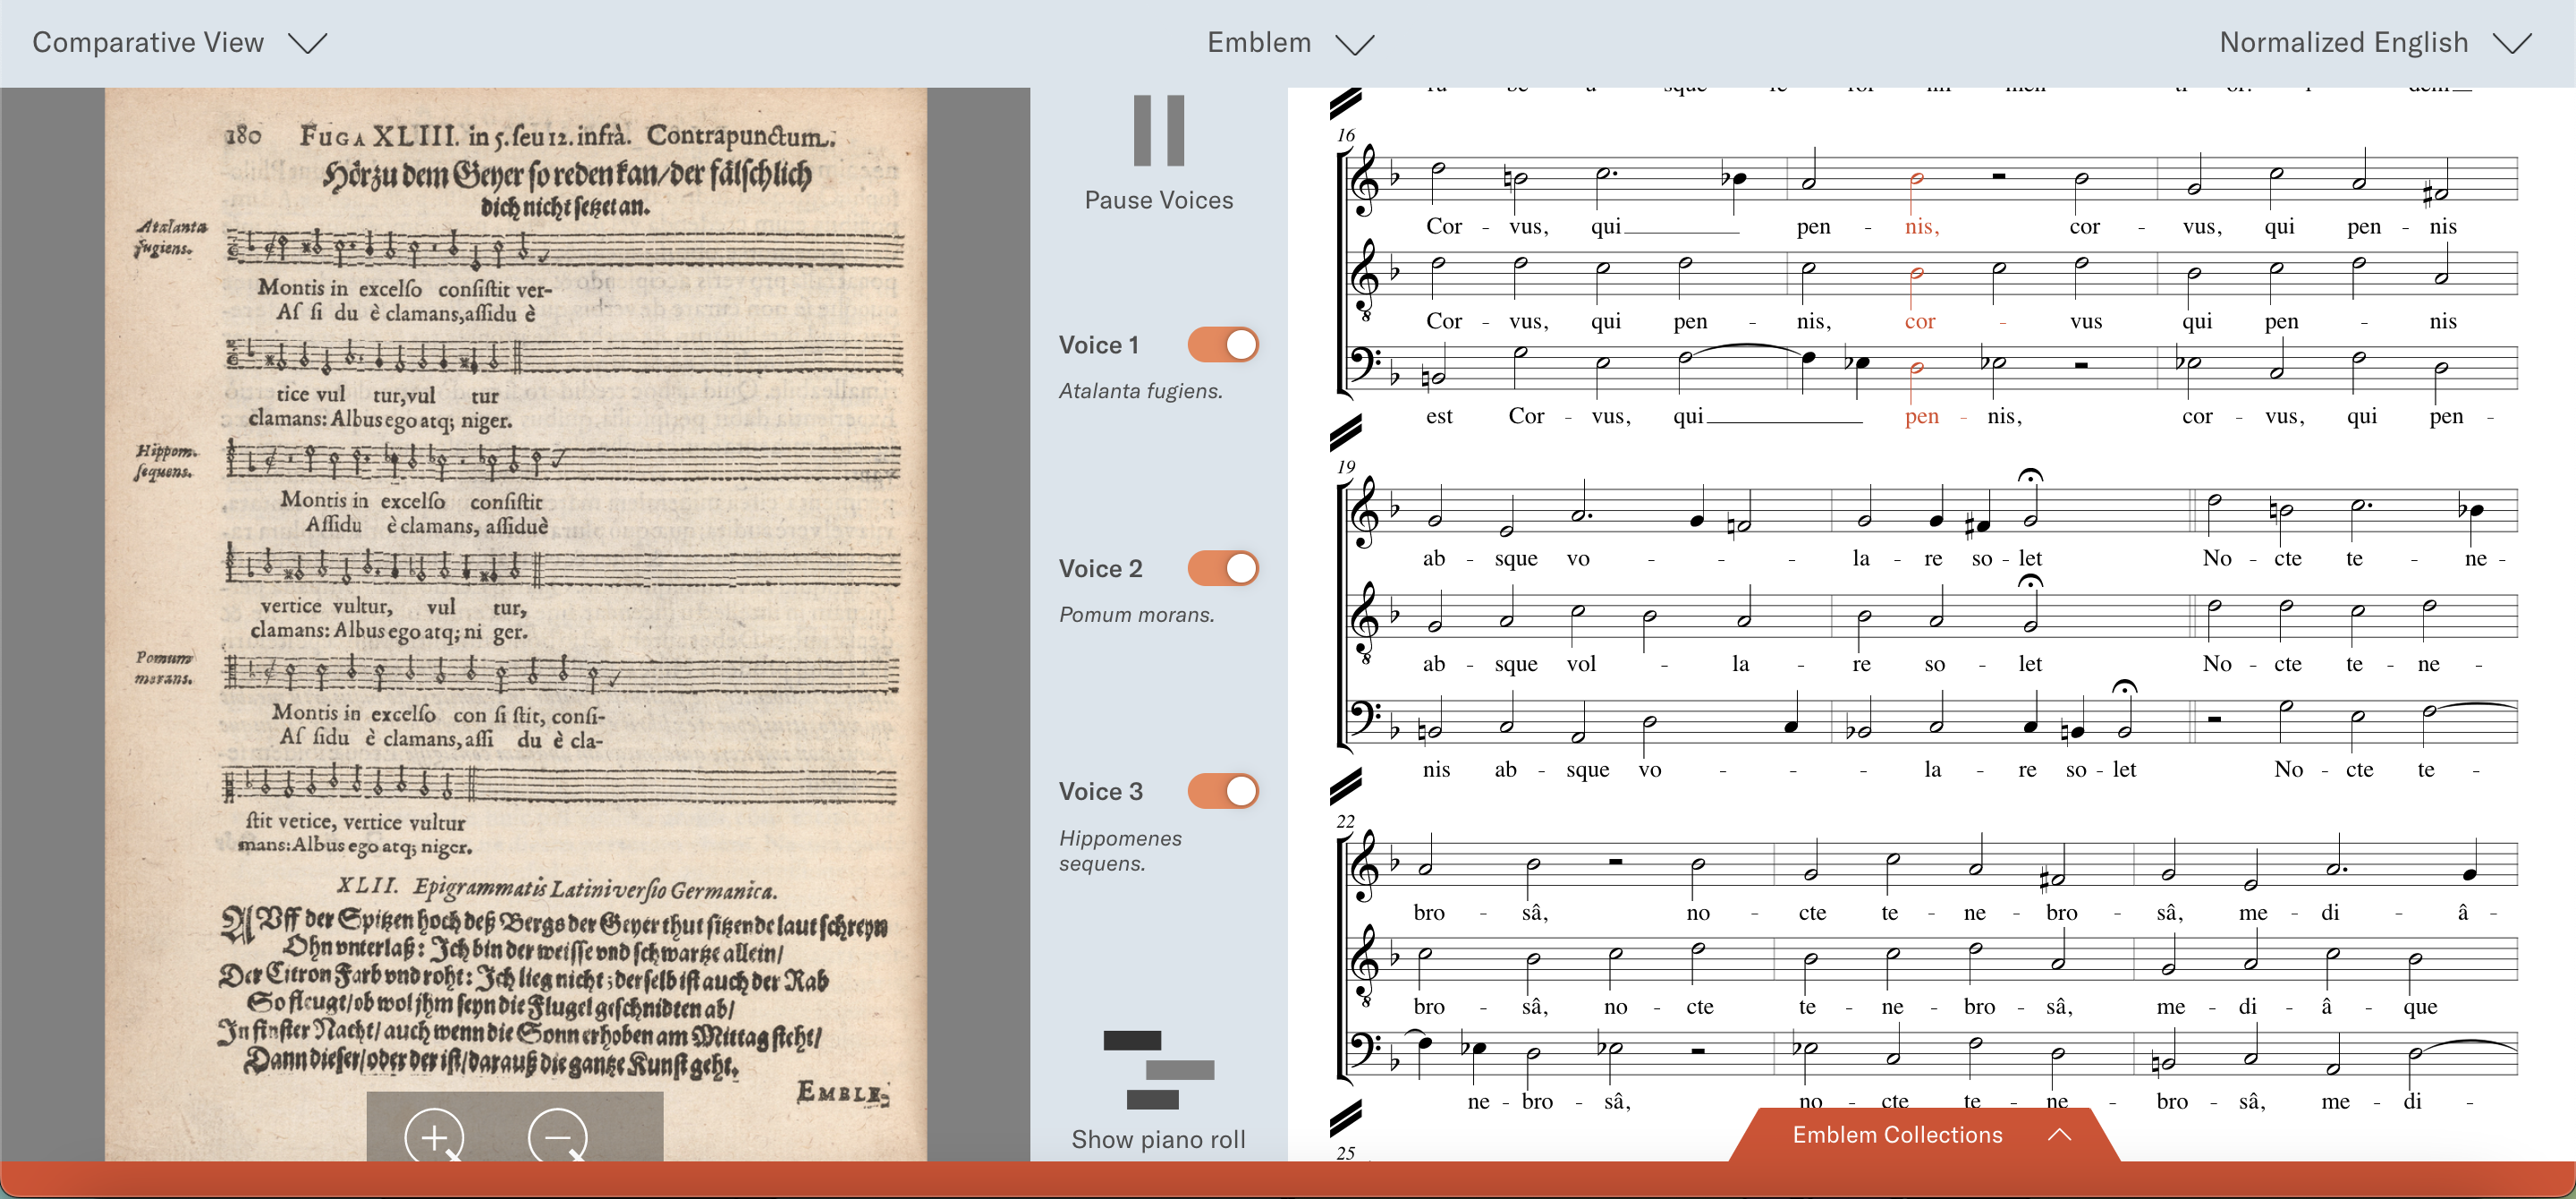 Comparative View
Emblem
Normalized English
180 FUGA XLIII. in 5. ſeu 12. infrà. Contrapunctum.
Hör zu dem Geyer ſo reden kan/der fälſchlich
dich nicht ſetzet an.
Atalanta
fugiens.
Montis in excelſo conſiſtit ver-
Aſ ſi du è clamans,aſſidu è
tice vul tur,vul tur
clamans: Albus ego atq; niger.
Hippom.
ſequens.
Montis in excelſo conſiſtit
Aſſidu è clamans, aſſiduè
vertice vultur, vul tur,
clamans: Albus ego atq; ni ger.
Pomum
morans.
Montis in excelſo con ſi ſtit, conſi-
Aſ ſidu è clamans, aſſi du è cla-
ſtit vetice, vertice vultur
mans: Albus ego atq; niger.
XLII. Epigrammatis Latini verſio Germanica.
AUff der Spitzen hoch deß Bergs der Geyer thut ſitzende laut ſchreyn
Ohn vnterlaß: Ich bin der weiſſe vnd ſchwartze allein/
Der Citron Farb vnd roht: Ich lieg nicht; derſelb iſt auch der Rab
So fleugt/ob wol jhm ſeyn die Flugel geſchnidten ab/
In finſter Nacht/ auch wenn die Sonn erhoben am Mittag ſteht/
Dann dieſer/oder der iſt/darauß die gantze Kunſt geht.
EMBLE-
Pause Voices
Voice 1
Atalanta fugiens.
Voice 2
Pomum morans.
Voice 3
Hippomenes
sequens.
Show piano roll
16
Cor - vus, qui pen - nis, cor - vus, qui pen - nis
Cor - vus, qui pen - nis, cor - vus qui pen - nis
est Cor - vus, qui pen - nis, cor - vus, qui pen -
19
ab - sque vo - - - la - re so - let No - cte te - ne -
ab - sque vol - la - re so - let No - cte te - ne -
nis ab - sque vo - - - la - re so - let No - cte te -
22
bro - sâ, no - cte te - ne - bro - sâ, me - di - â -
bro - sâ, no - cte te - ne - bro - sâ, me - di - â - que
ne - bro - sâ, no - cte te - ne - bro - sâ, me - di -
25
Emblem Collections